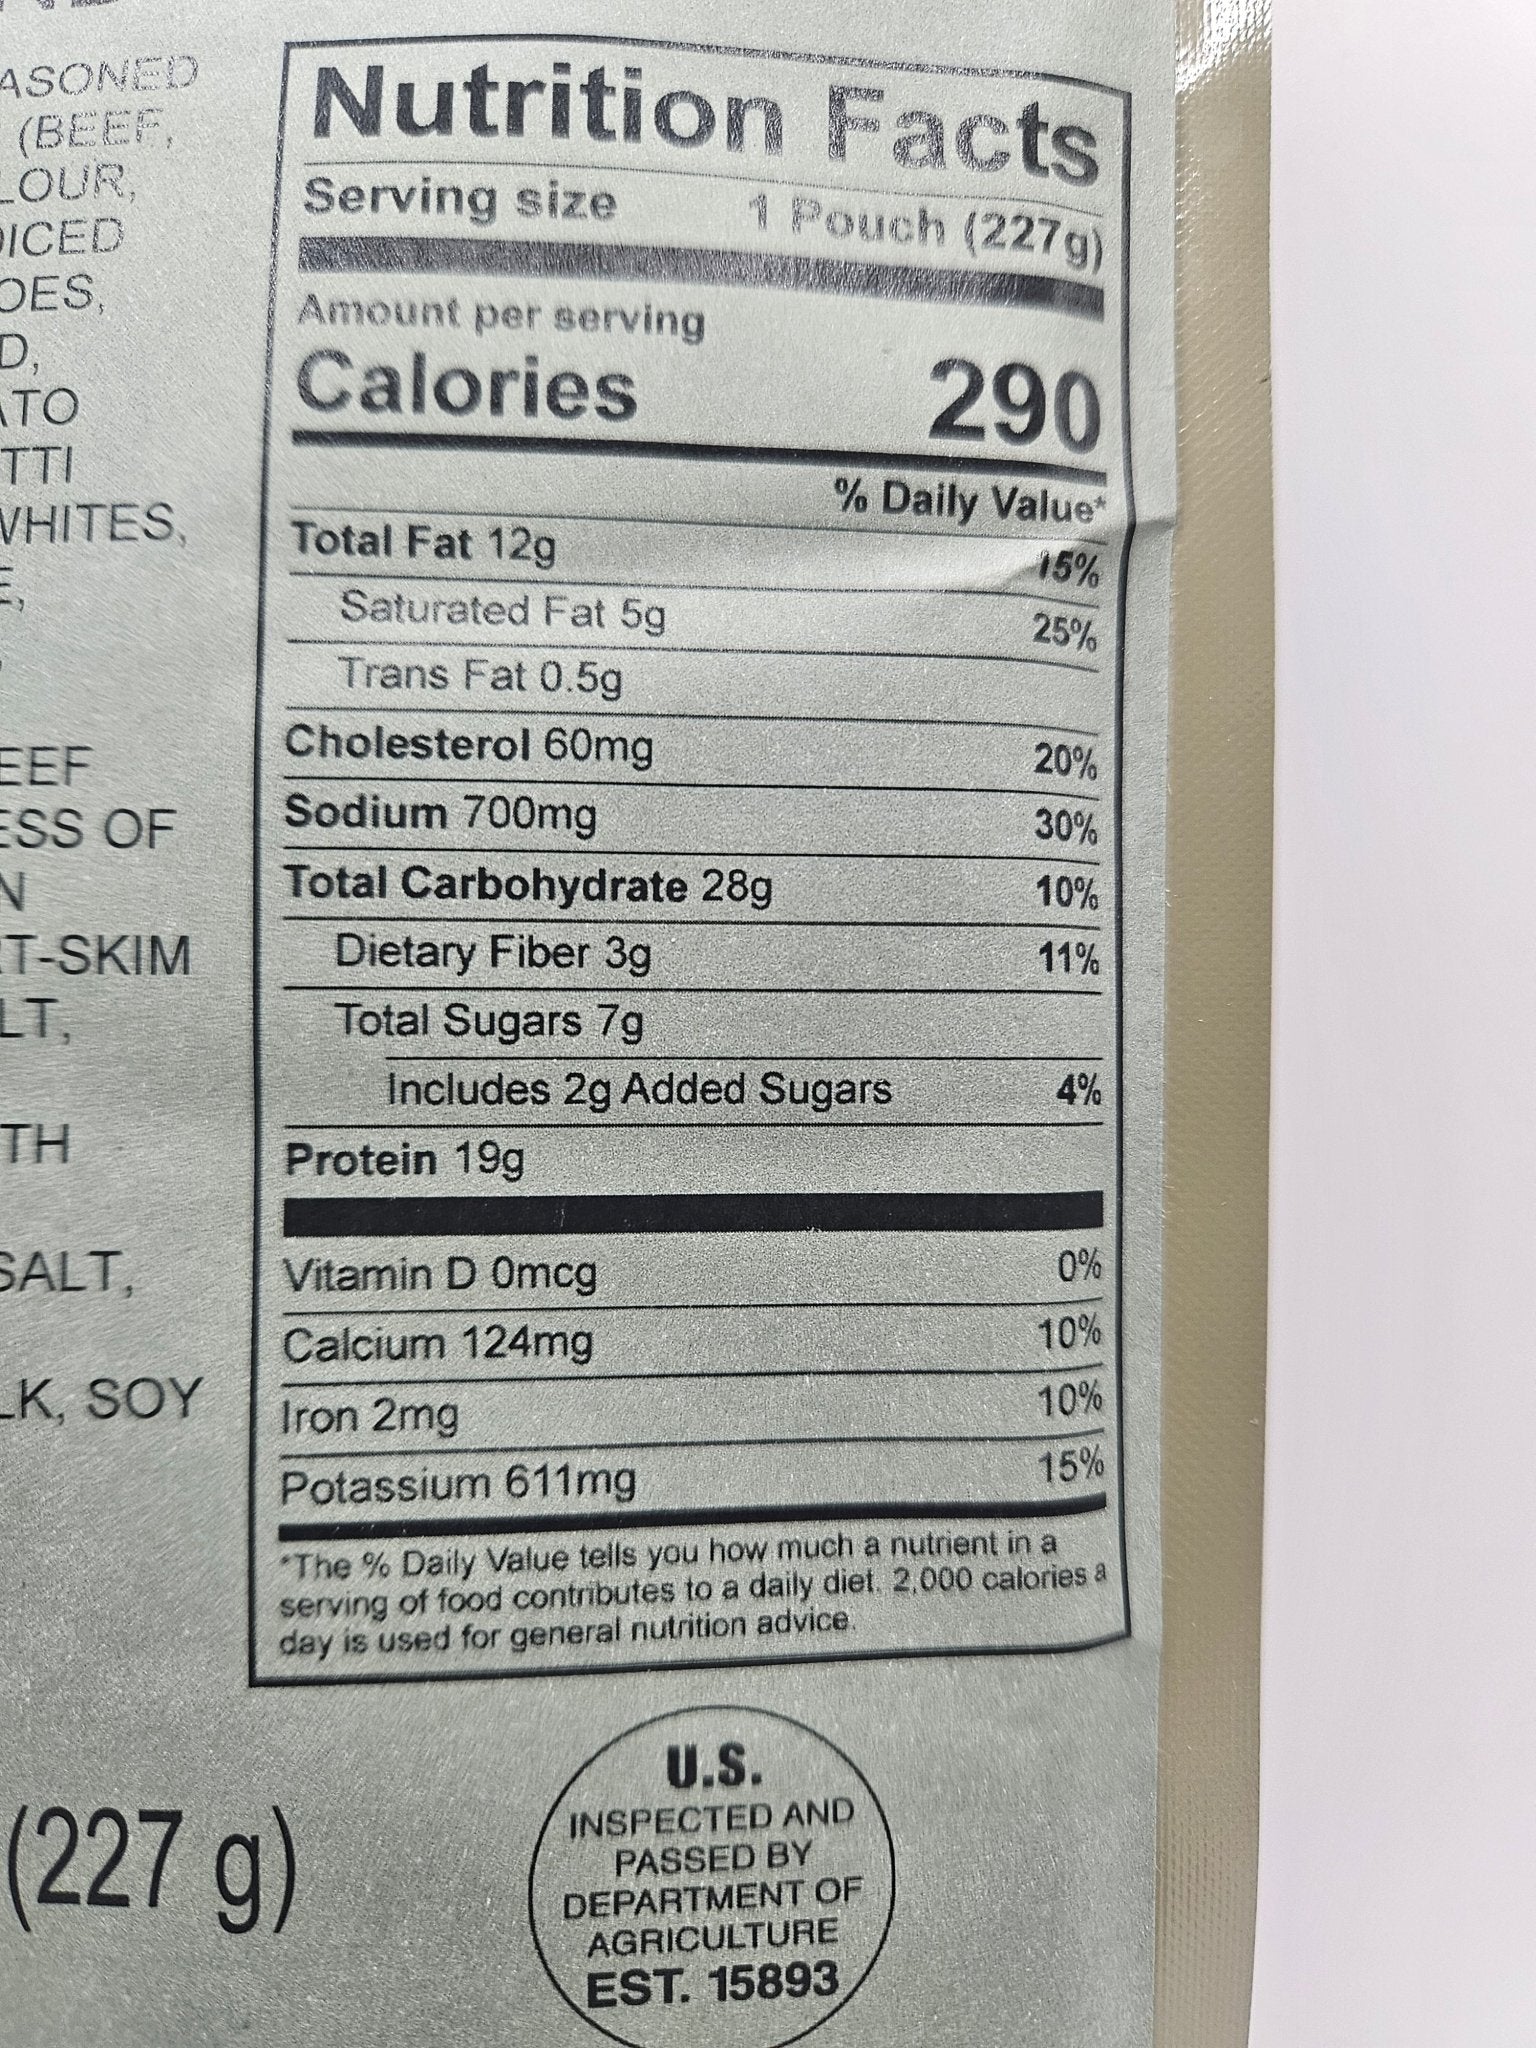 ASONED
(BEEF,
LOUR,
DICED
OES,
D,
ATO
TTI
WHITES,
E,
EEF
ESS OF
N
RT-SKIM
LT,
TH
SALT,
LK, SOY
(227 g)
Nutrition Facts
Serving size 1 Pouch (227g)
Amount per serving
Calories 290
% Daily Value*
Total Fat 12g 15%
Saturated Fat 5g 25%
Trans Fat 0.5g
Cholesterol 60mg 20%
Sodium 700mg 30%
Total Carbohydrate 28g 10%
Dietary Fiber 3g 11%
Total Sugars 7g
Includes 2g Added Sugars 4%
Protein 19g
Vitamin D 0mcg 0%
Calcium 124mg 10%
Iron 2mg 10%
Potassium 611mg 15%
*The % Daily Value tells you how much a nutrient in a
serving of food contributes to a daily diet. 2,000 calories a
day is used for general nutrition advice.
U.S.
INSPECTED AND
PASSED BY
DEPARTMENT OF
AGRICULTURE
EST. 15893